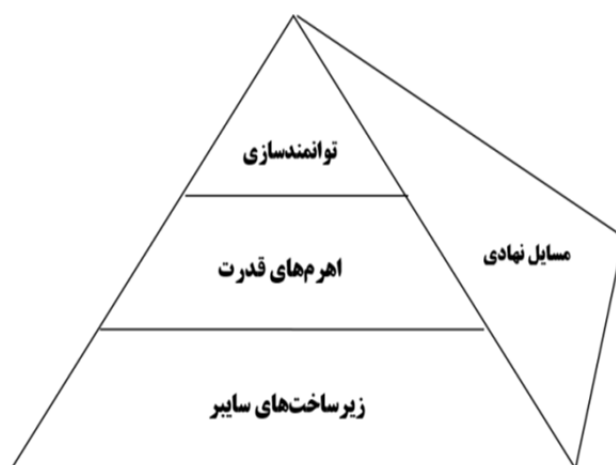 توانمندسازی
اهرم‌های قدرت
مسایل نهادی
زیرساخت‌های سایبر